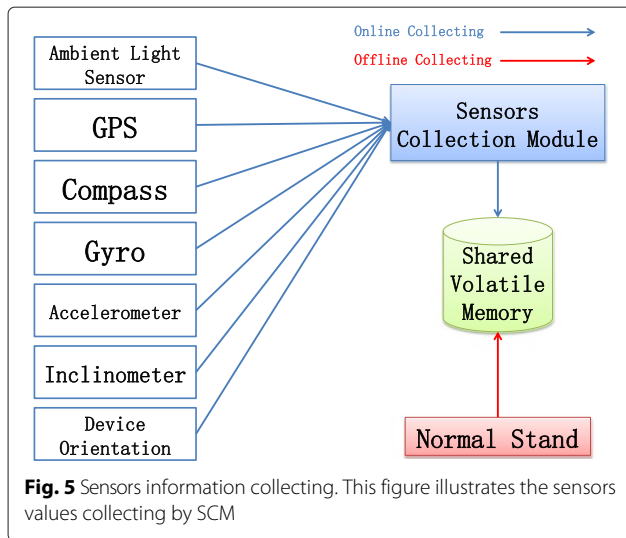 Online Collecting
Offline Collecting
Ambient Light
Sensor
GPS
Compass
Gyro
Accelerometer
Inclinometer
Device
Orientation
Sensors
Collection Module
Shared
Volatile
Memory
Normal Stand
Fig. 5 Sensors information collecting. This figure illustrates the sensors
values collecting by SCM